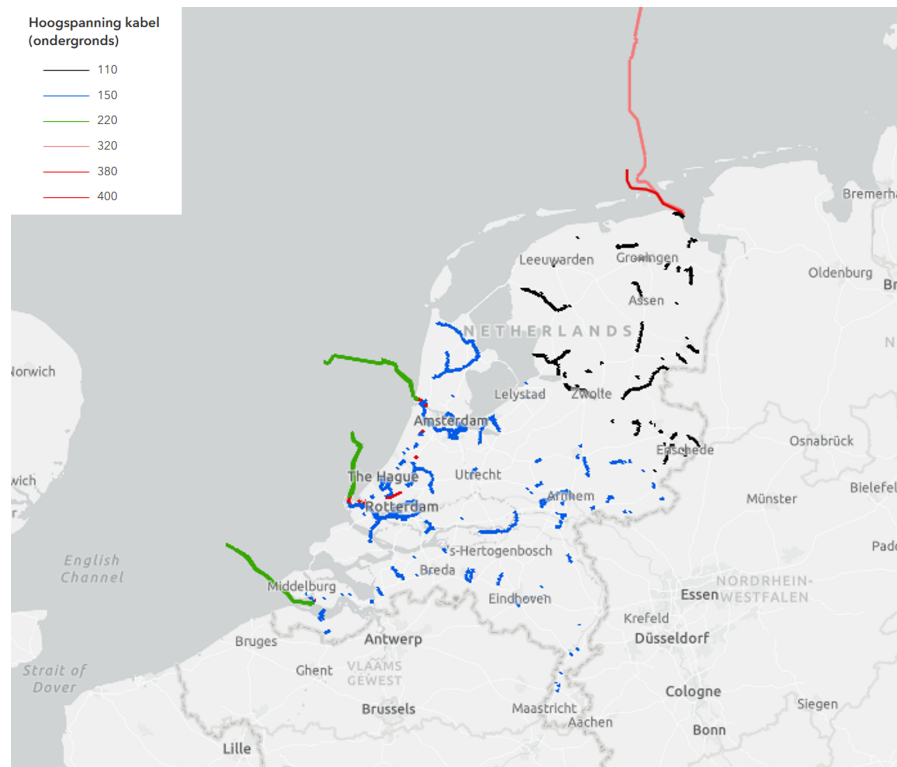 Hoogspanning kabel
(ondergronds)
110
150
220
320
380
400
Bremerha
Leeuwarden
Groningen
Oldenburg
Br
Assen
NETHERLANDS
N
Norwich
Lelystad
Zwolle
Amsterdam
Enschede
Osnabrück
The Hague
Utrecht
wich
Arnhem
Münster
Bielefel
Rotterdam
r
's-Hertogenbosch
Pade
English
Channel
Breda
Middelburg
Eindhoven
Essen
NORDRHEIN-
WESTFALEN
Krefeld
Bruges
Antwerp
Düsseldorf
Strait of
Dover
Ghent
VLAAMS
GEWEST
Cologne
Brussels
Maastricht
Siegen
Aachen
Bonn
Lille